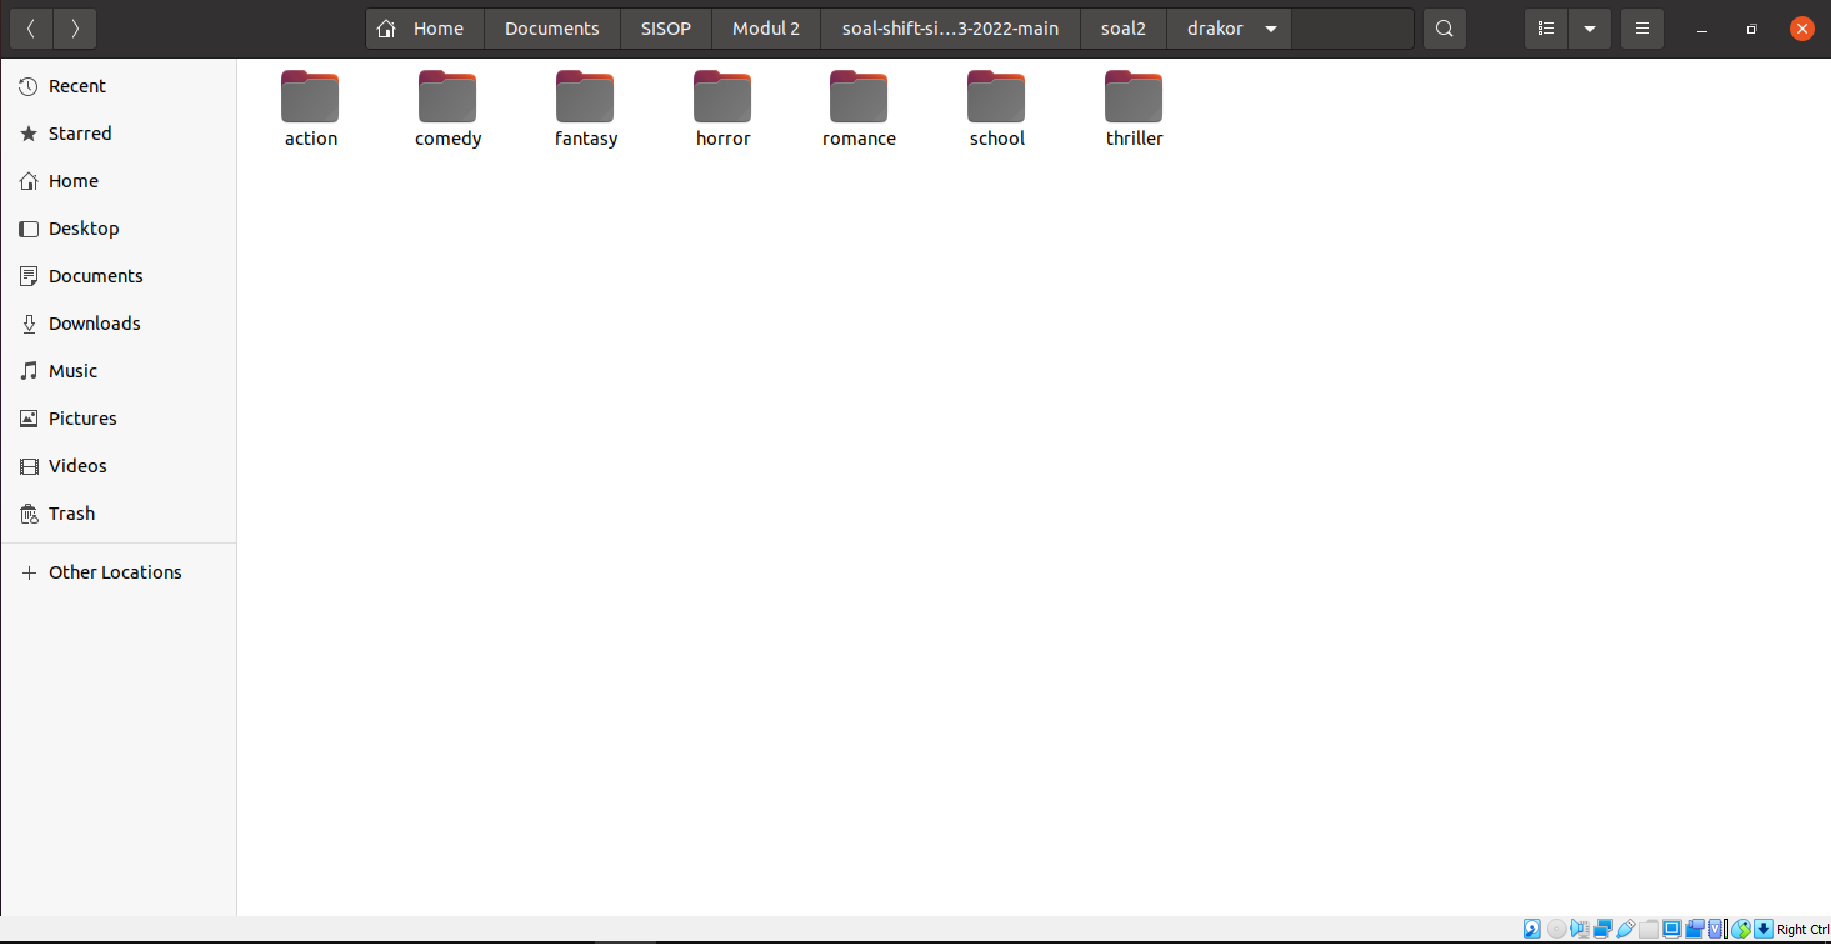 Home Documents SISOP Modul 2 soal-shift-si...3-2022-main soal2 drakor
Recent
Starred
Home
Desktop
Documents
Downloads
Music
Pictures
Videos
Trash
Other Locations
action comedy fantasy horror romance school thriller
Right Ctrl